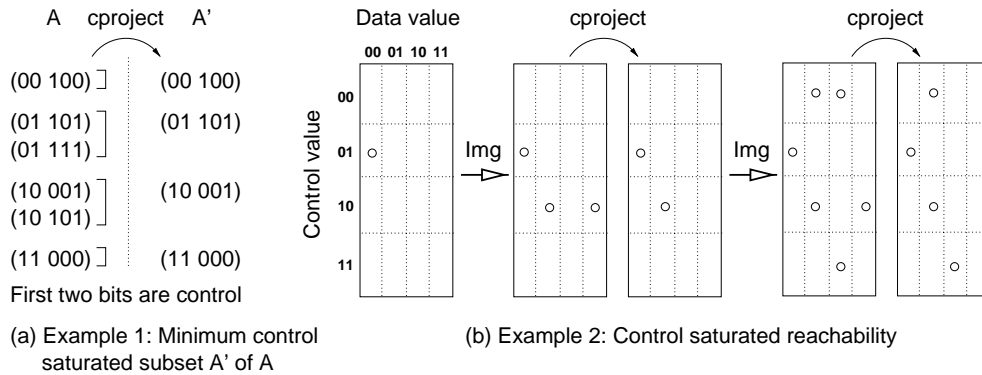 A cproject A'
(00 100) (00 100)
(01 101) (01 101)
(01 111)
(10 001) (10 001)
(10 101)
(11 000) (11 000)
First two bits are control
(a) Example 1: Minimum control
saturated subset A' of A
Data value
00 01 10 11
Control value
00
01
10
11
Img
cproject
Img
cproject
(b) Example 2: Control saturated reachability